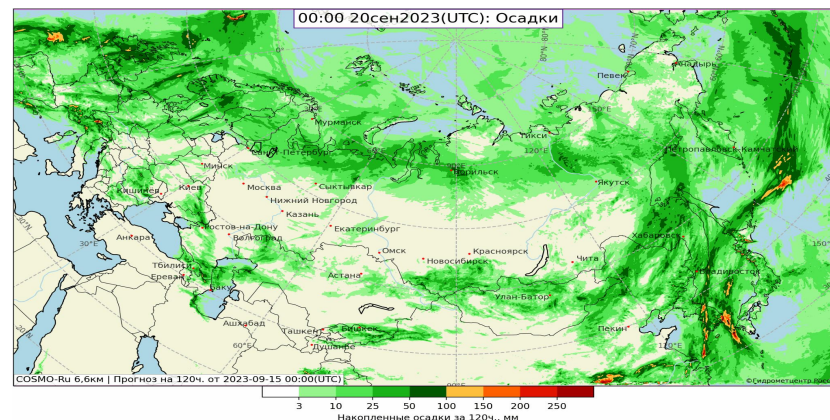 00:00 20сен2023(UTC): Осадки
Анадырь
Певек
Мурманск
Тикси
120°E
Санкт-Петербург
Петропавловск-Камчатский
Минск
Норильск
Якутск
Кишинев
Киев
Москва
Сыктывкар
Нижний Новгород
Казань
Ростов-на-Дону
Екатеринбург
Хабаровск
30°E
Анкара
Волгоград
Омск
Красноярск
Новосибирск
Чита
Тбилиси
Астана
Владивосток
Ереван
Баку
Улан-Батор
Ашхабад
Ташкент
Бишкек
Пекин
60°E
Душанбе
COSMO-Ru 6,6км | Прогноз на 120ч. от 2023-09-15 00:00(UTC)
3 10 25 50 100 150 200 250
Накопленные осадки за 120ч., мм